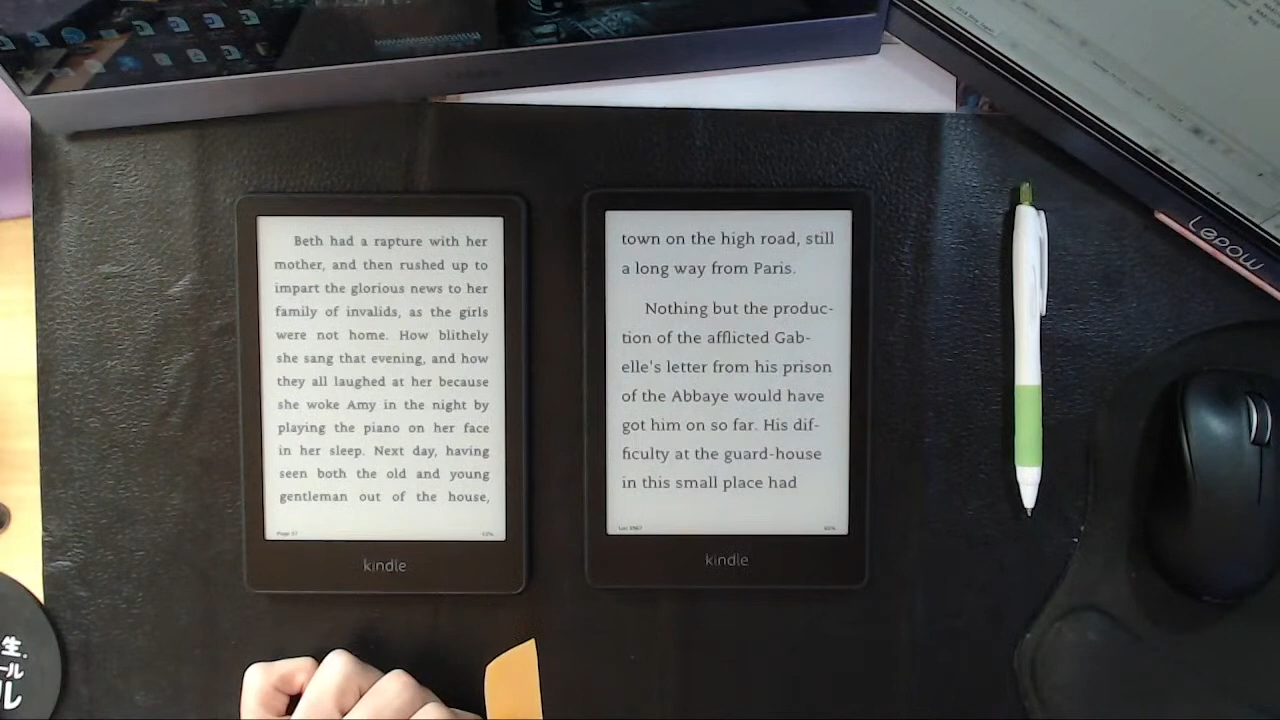 Beth had a rapture with her
mother, and then rushed up to
impart the glorious news to her
family of invalids, as the girls
were not home. How blithely
she sang that evening, and how
they all laughed at her because
she woke Amy in the night by
playing the piano on her face
in her sleep. Next day, having
seen both the old and young
gentleman out of the house,
kindle
town on the high road, still
a long way from Paris.
Nothing but the produc-
tion of the afflicted Gab-
elle's letter from his prison
of the Abbaye would have
got him on so far. His dif-
ficulty at the guard-house
in this small place had
kindle
Lepow
生.
ール
ル